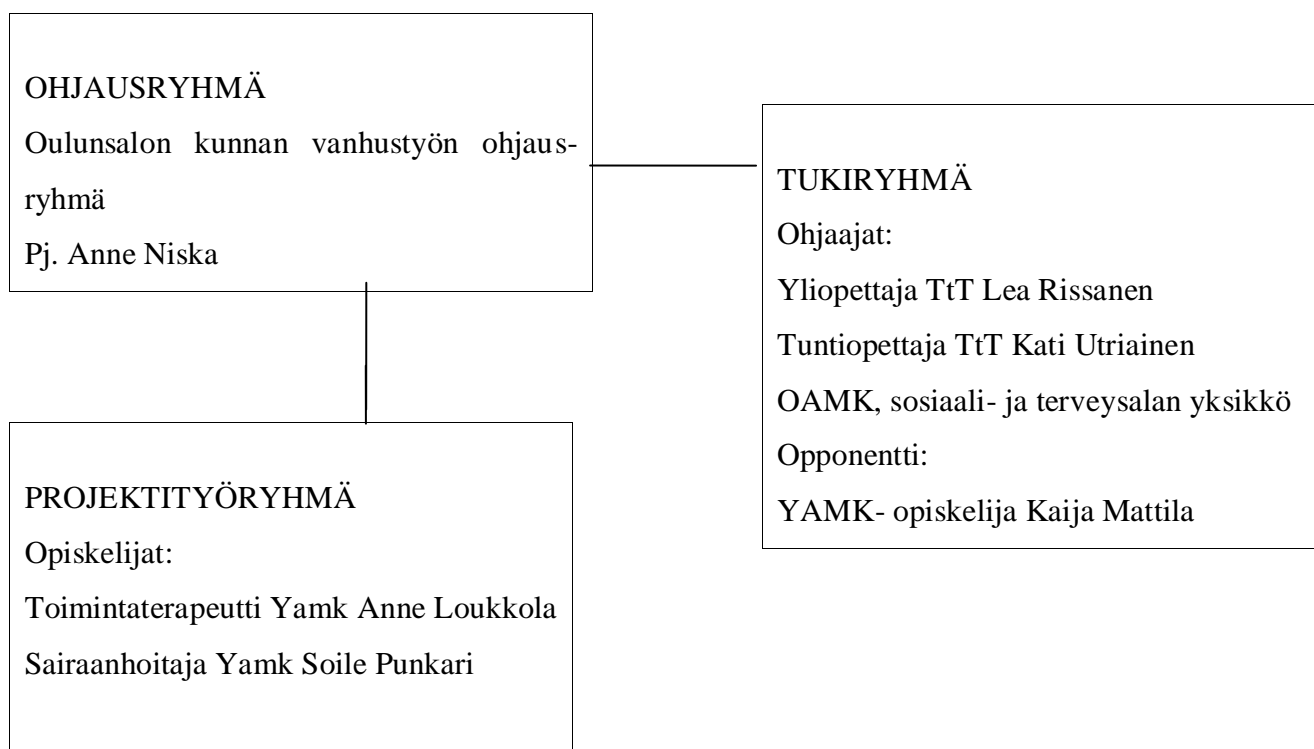 OHJAUSRYHMÄ
Oulunsalon kunnan vanhustyön ohjaus-
ryhmä
Pj. Anne Niska
TUKIRYHMÄ
Ohjaajat:
Yliopettaja TtT Lea Rissanen
Tuntiopettaja TtT Kati Utriainen
OAMK, sosiaali- ja terveysalan yksikkö
Opponentti:
YAMK- opiskelija Kaija Mattila
PROJEKTITYÖRYHMÄ
Opiskelijat:
Toimintaterapeutti Yamk Anne Loukkola
Sairaanhoitaja Yamk Soile Punkari